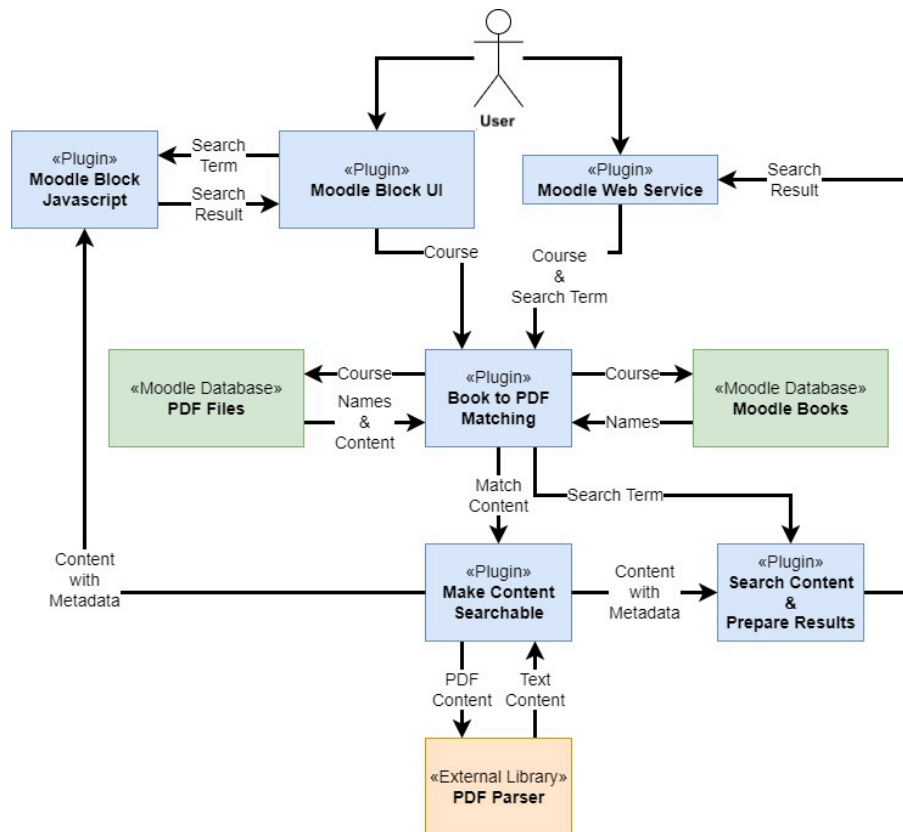 User
«Plugin»
Moodle Block
Javascript
Search
Term
Search
Result
«Plugin»
Moodle Block UI
«Plugin»
Moodle Web Service
Search
Result
Course
Course
&
Search Term
«Moodle Database»
PDF Files
Course
Names
&
Content
«Plugin»
Book to PDF
Matching
Course
Names
«Moodle Database»
Moodle Books
Match
Content
Search Term
Content
with
Metadata
«Plugin»
Make Content
Searchable
Content
with
Metadata
«Plugin»
Search Content
&
Prepare Results
PDF
Content
Text
Content
«External Library»
PDF Parser